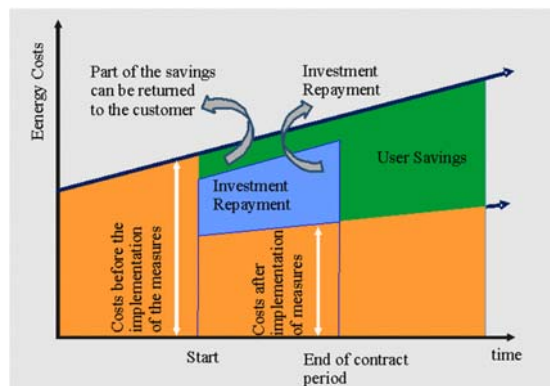 Eenergy Costs
Part of the savings
can be returned
to the customer
Investment
Repayment
User Savings
Investment
Repayment
Costs before the
implementation
of the measures
Costs after
implementation
of measures
Start
End of contract
period
time